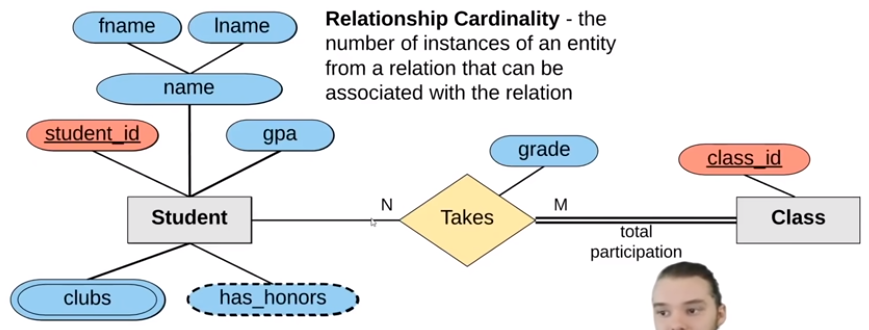 fname
lname
Relationship Cardinality - the
number of instances of an entity
from a relation that can be
associated with the relation
name
student_id
gpa
grade
class_id
Student
N
Takes
M
total
participation
Class
clubs
has_honors